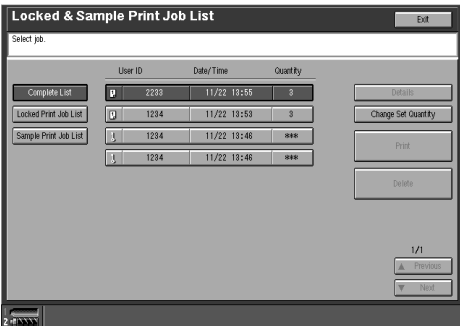 Locked & Sample Print Job List
Exit
Select job.
User ID Date/Time Quantity
Complete List 2233 11/22 13:55 3 Details
Locked Print Job List 1234 11/22 13:53 3 Change Set Quantity
Sample Print Job List 1234 11/22 13:46 ***
Print
1234 11/22 13:46 ***
Delete
1/1
▲ Previous
▼ Next
2